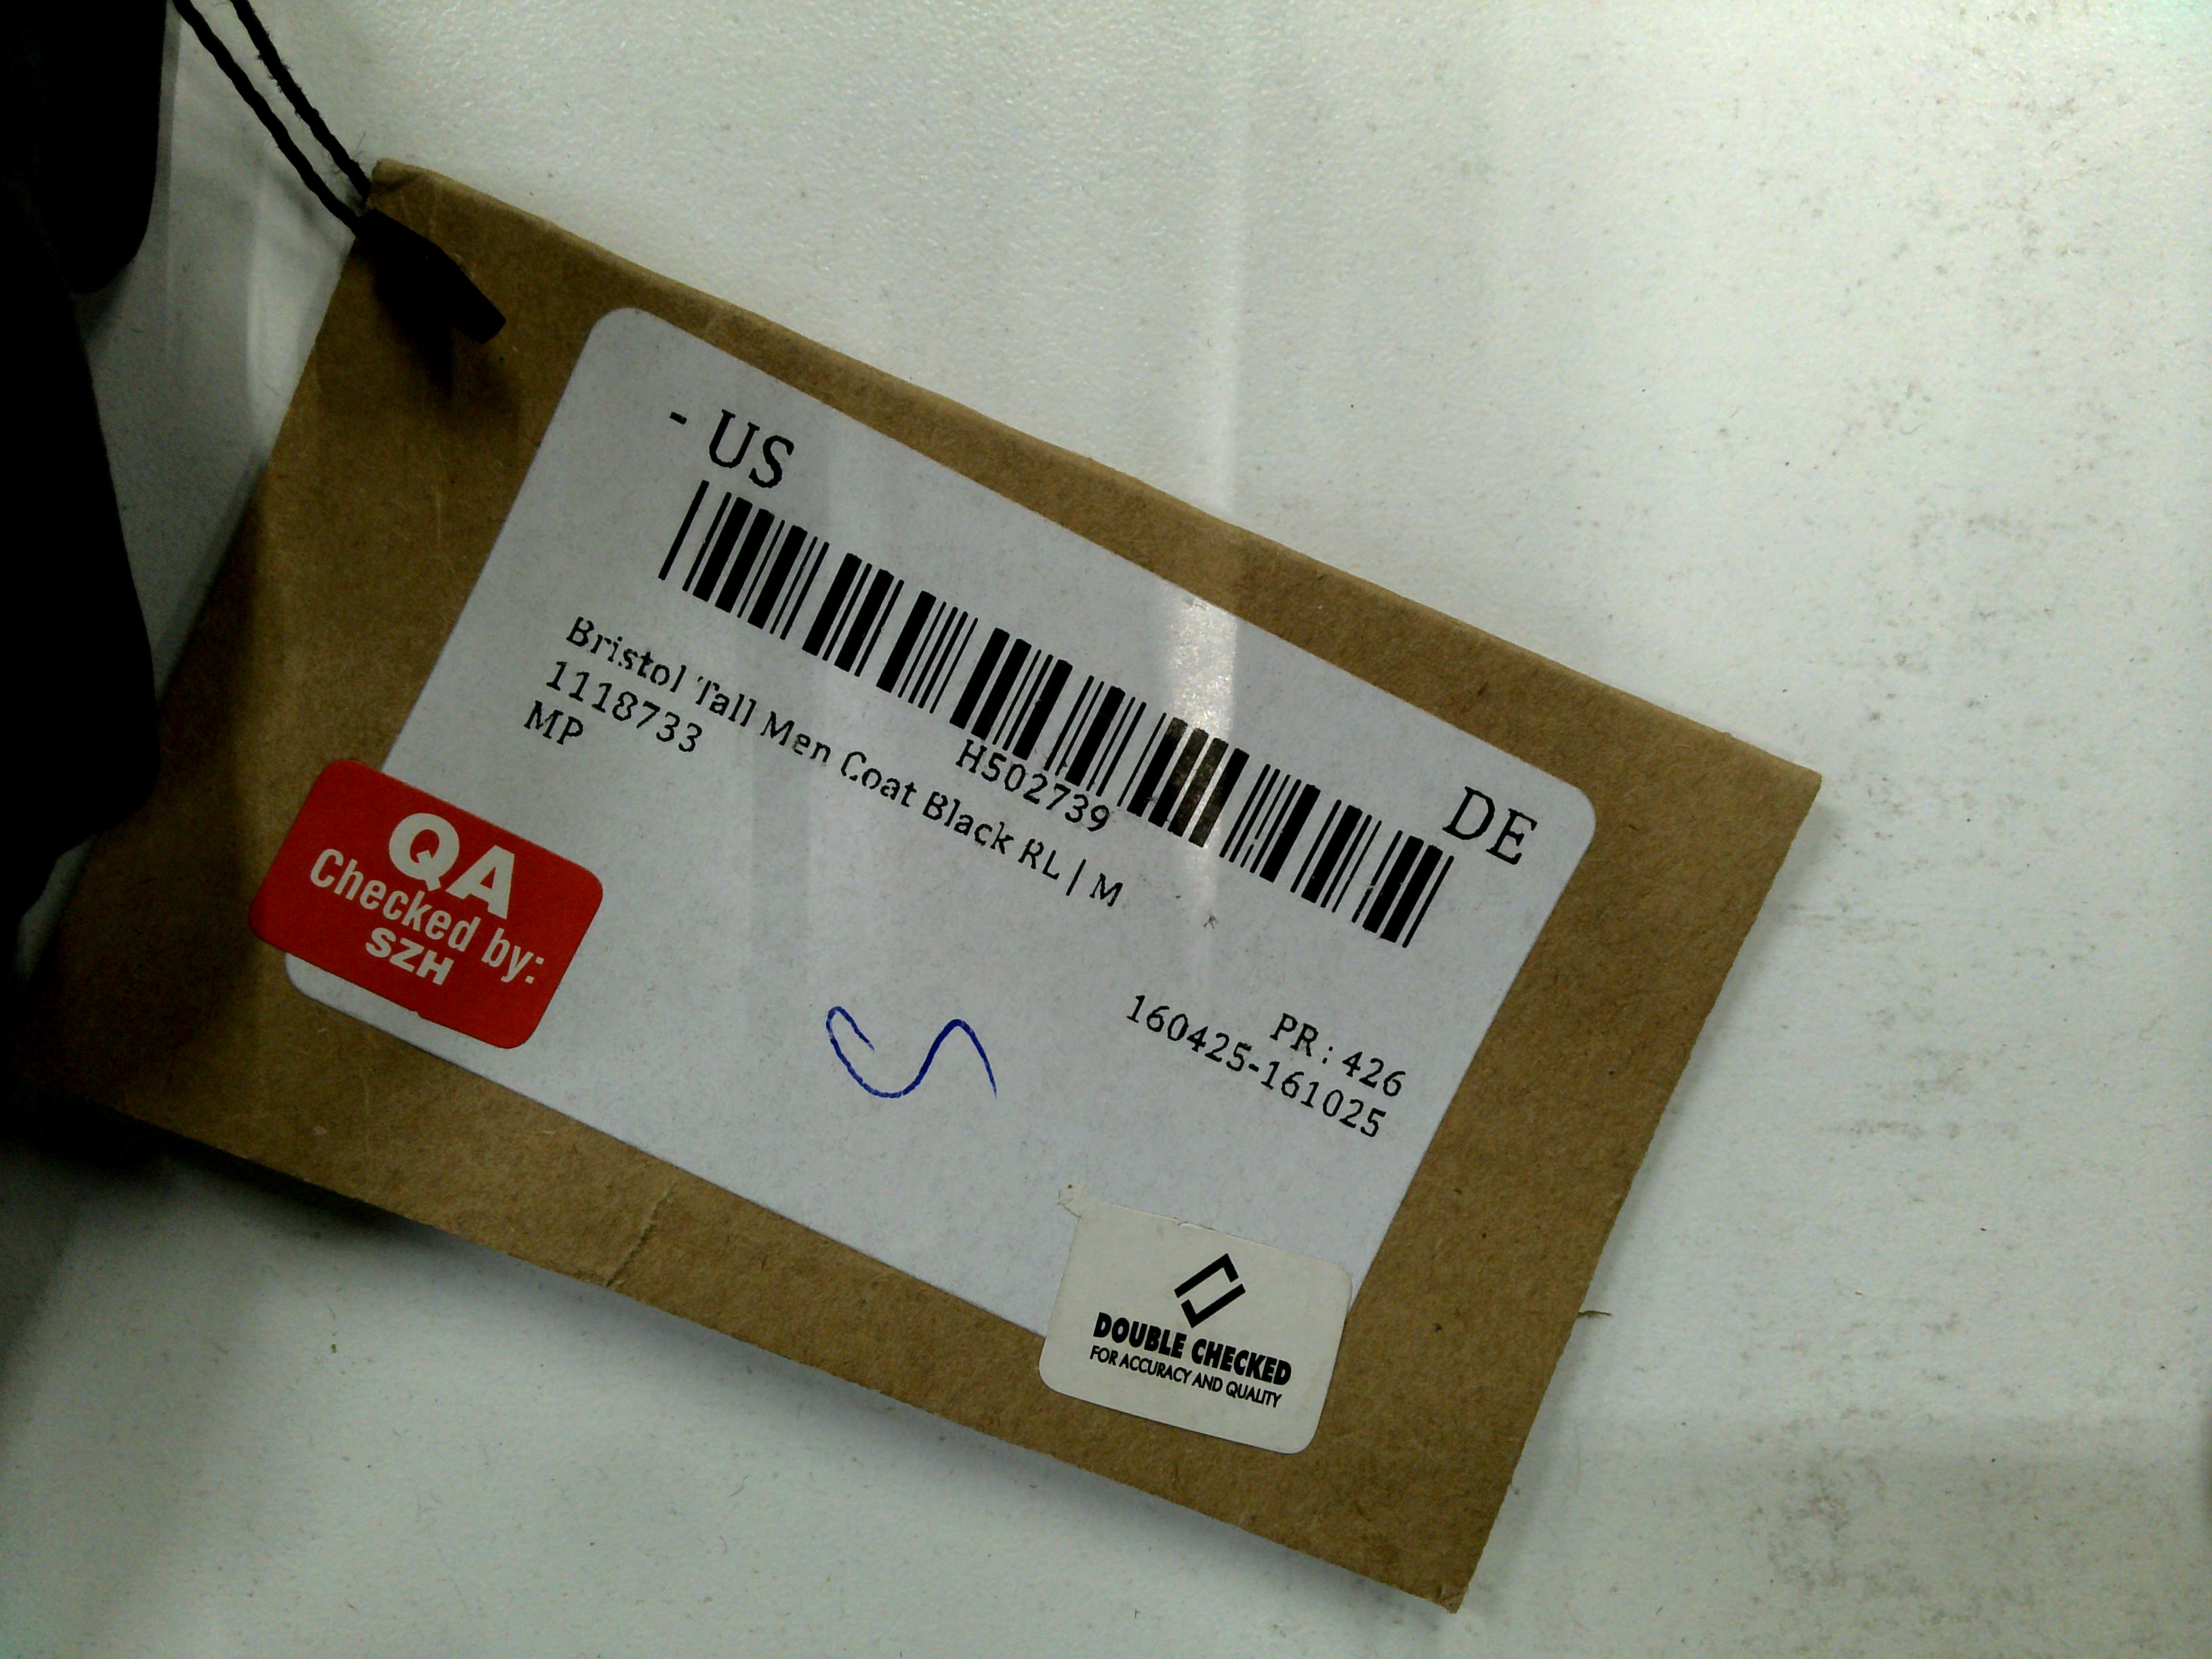 - US
DE
H502739
Bristol Tall Men Coat Black RL | M
1118733
MP
PR : 426
160425-161025
QA
Checked by:
SZH
DOUBLE CHECKED
FOR ACCURACY AND QUALITY